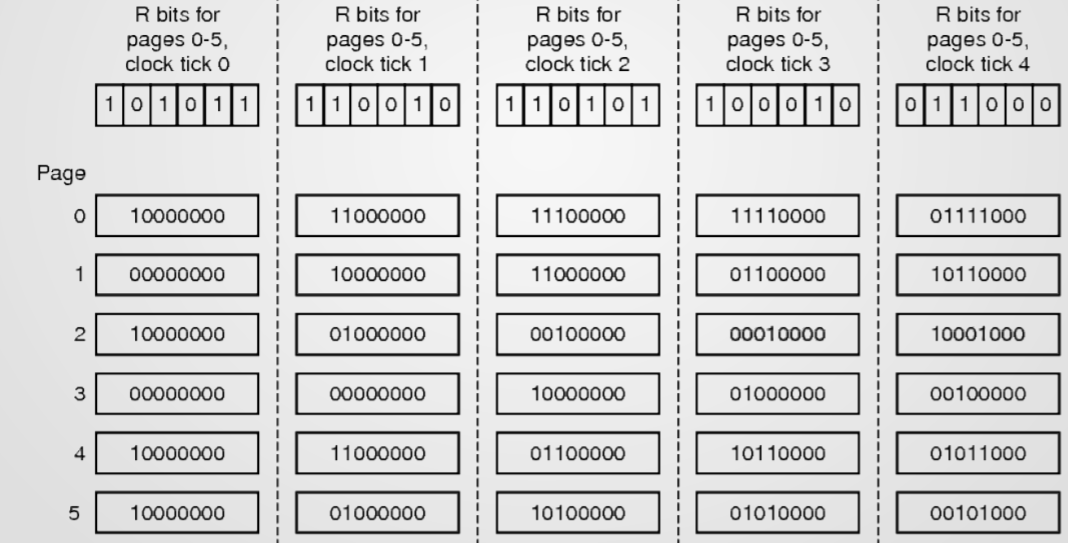 R bits for pages 0-5, clock tick 0
R bits for pages 0-5, clock tick 1
R bits for pages 0-5, clock tick 2
R bits for pages 0-5, clock tick 3
R bits for pages 0-5, clock tick 4
1 0 1 0 1 1
1 1 0 0 1 0
1 1 0 1 0 1
1 0 0 0 1 0
0 1 1 0 0 0
Page
0 10000000 11000000 11100000 11110000 01111000
1 00000000 10000000 11000000 01100000 10110000
2 10000000 01000000 00100000 00010000 10001000
3 00000000 00000000 10000000 01000000 00100000
4 10000000 11000000 01100000 10110000 01011000
5 10000000 01000000 10100000 01010000 00101000